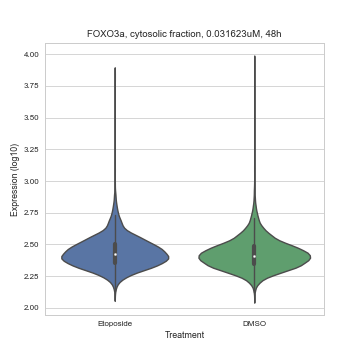 FOXO3a, cytosolic fraction, 0.031623uM, 48h
Expression (log10)
4.00
3.75
3.50
3.25
3.00
2.75
2.50
2.25
2.00
Etoposide DMSO
Treatment